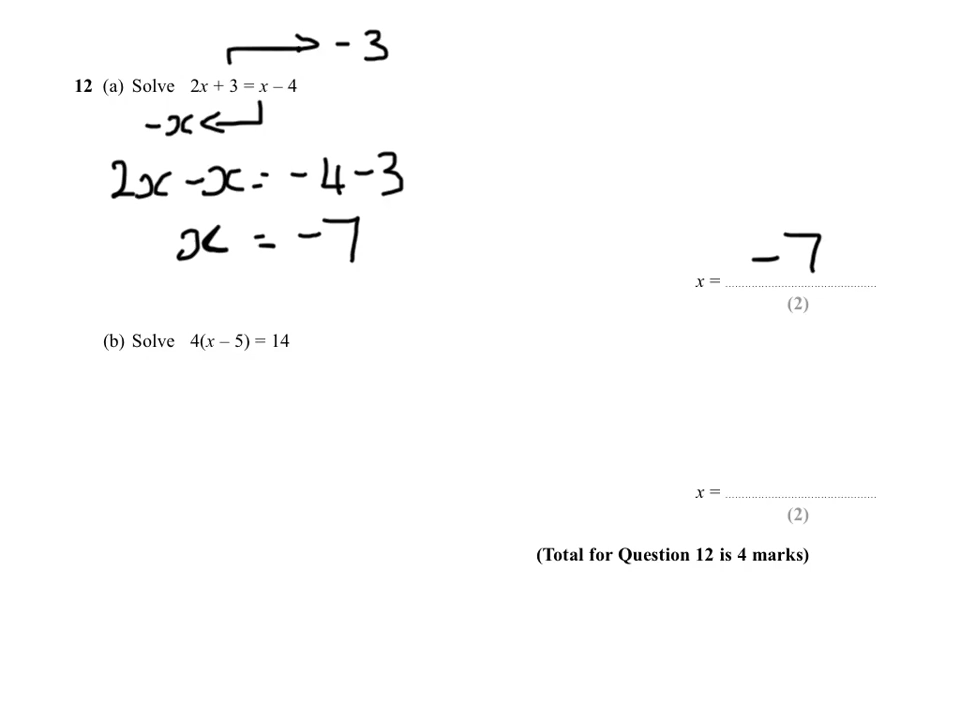 -3
12 (a) Solve 2x + 3 = x – 4
-x
2x - x = -4 - 3
x = -7
-7
x = ................................................
(2)
(b) Solve 4(x – 5) = 14
x = ................................................
(2)
(Total for Question 12 is 4 marks)